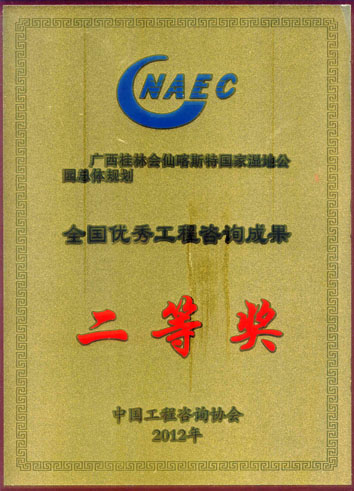 CNAEC
广西桂林会仙喀斯特国家湿地公
园总体规划
全国优秀工程咨询成果
二等奖
中国工程咨询协会
2012年